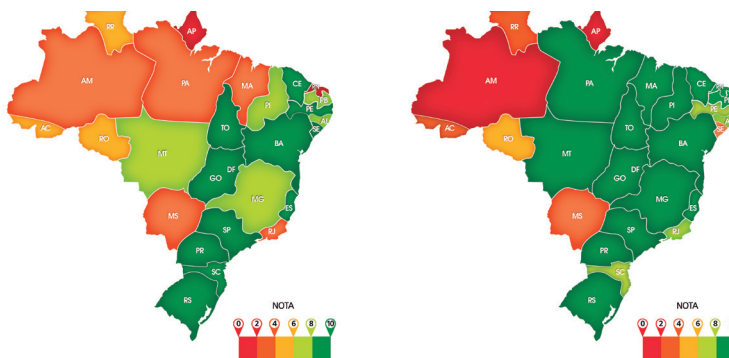 RR
AP
AM
PA
MA
CE
PI
PB
PE
AL
SE
AC
RO
TO
BA
MT
GO
DF
MG
ES
MS
SP
RJ
PR
SC
RS
NOTA
0 2 4 6 8 10
RR
AP
AM
PA
MA
CE
PI
PE
SE
AC
RO
TO
BA
MT
GO
DF
MG
ES
MS
SP
RJ
PR
SC
RS
NOTA
0 2 4 6 8